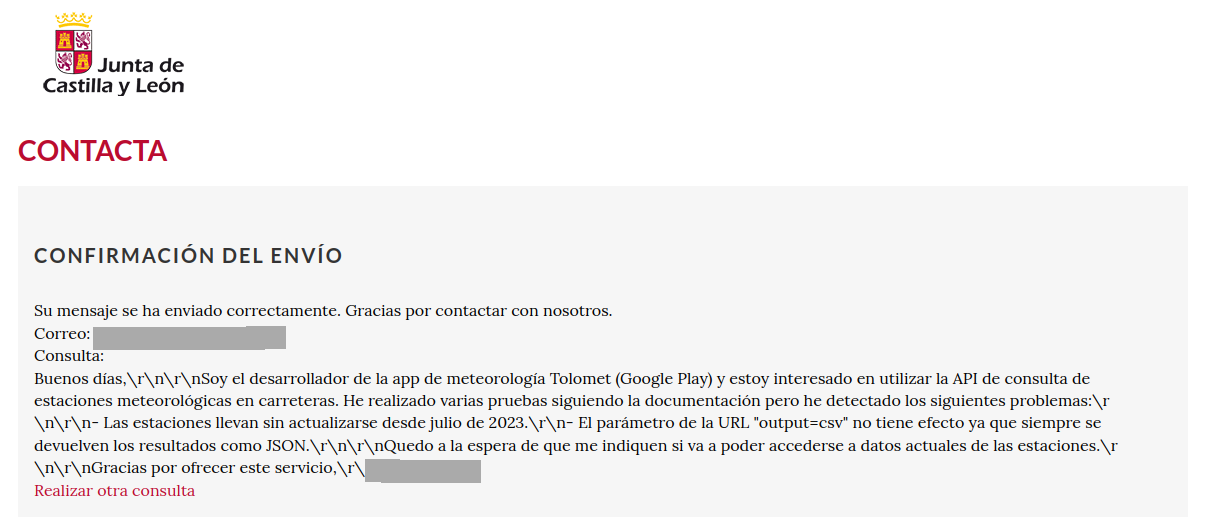 Junta de
Castilla y León
CONTACTA
CONFIRMACIÓN DEL ENVÍO
Su mensaje se ha enviado correctamente. Gracias por contactar con nosotros.
Correo:
Consulta:
Buenos días,\r\n\r\nSoy el desarrollador de la app de meteorología Tolomet (Google Play) y estoy interesado en utilizar la API de consulta de
estaciones meteorológicas en carreteras. He realizado varias pruebas siguiendo la documentación pero he detectado los siguientes problemas:\r
\n\r\n- Las estaciones llevan sin actualizarse desde julio de 2023.\r\n- El parámetro de la URL "output=csv" no tiene efecto ya que siempre se
devuelven los resultados como JSON.\r\n\r\nQuedo a la espera de que me indiquen si va a poder accederse a datos actuales de las estaciones.\r
\n\r\nGracias por ofrecer este servicio,\r\
Realizar otra consulta